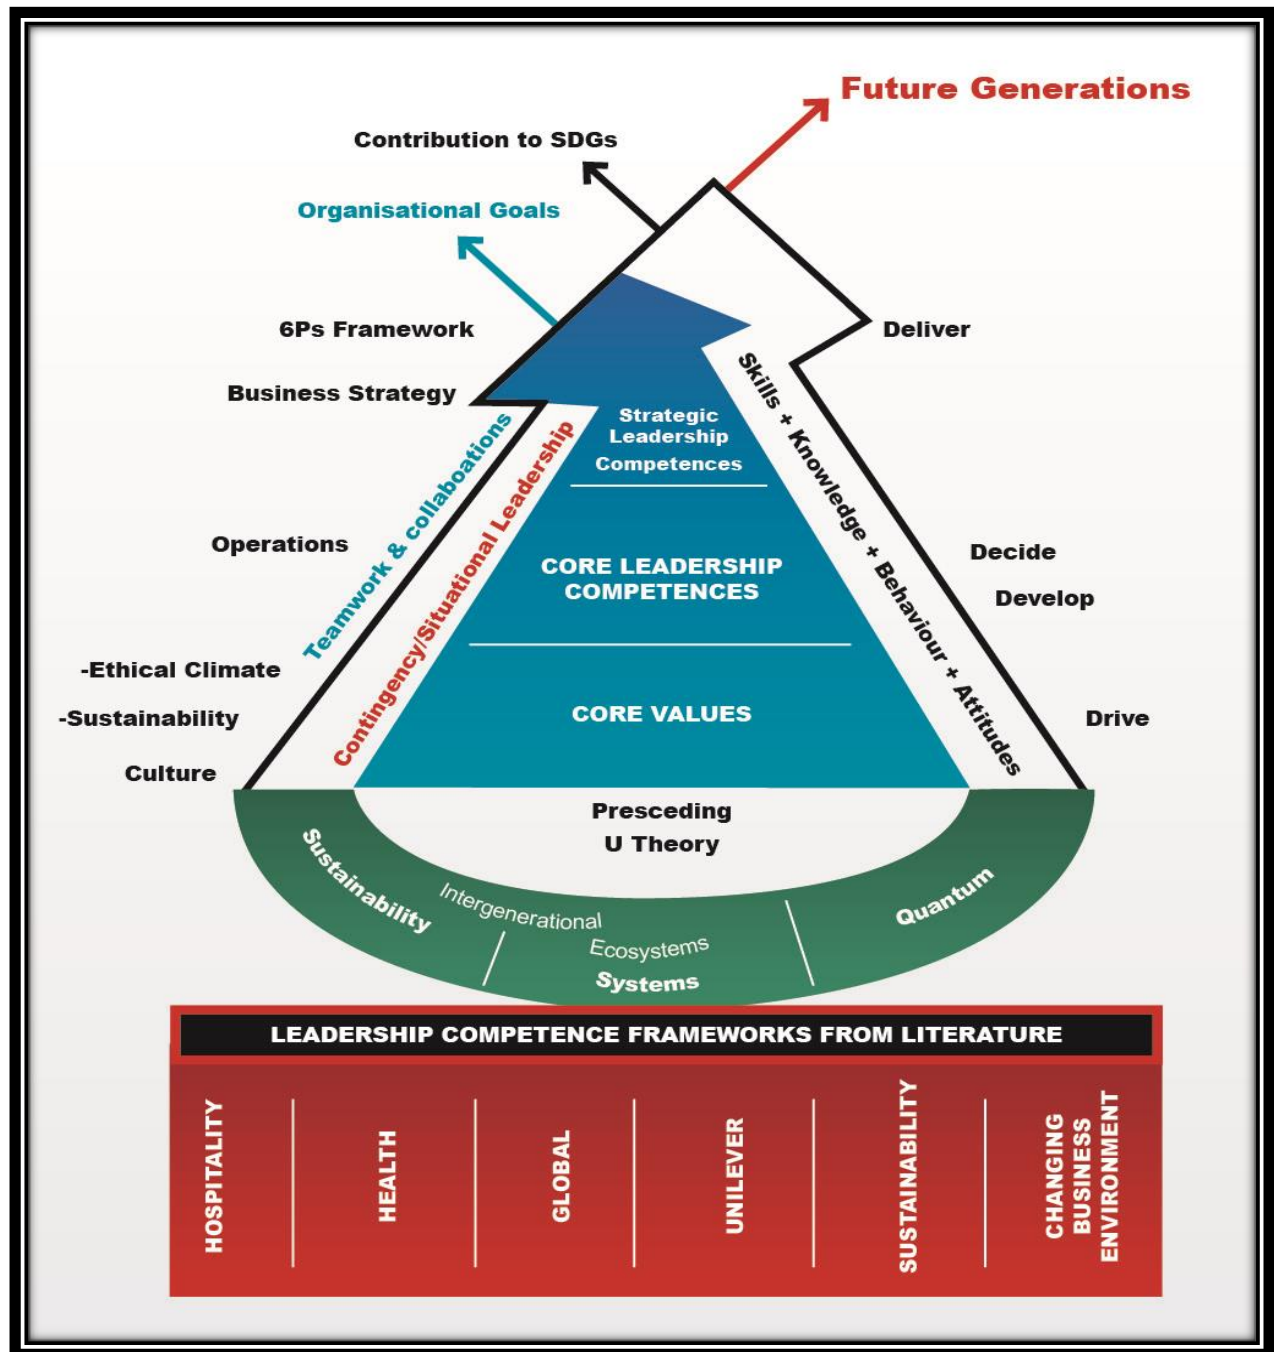 Future Generations
Contribution to SDGs
Organisational Goals
6Ps Framework
Deliver
Business Strategy
Skills + Knowledge + Behaviour + Attitudes
Strategic
Leadership
Competences
Teamwork & collaboations
Contingency/Situational Leadership
Operations
Decide
CORE LEADERSHIP
COMPETENCES
Develop
-Ethical Climate
-Sustainability
CORE VALUES
Drive
Culture
Presceding
U Theory
Sustainability
Intergenerational
Ecosystems
Systems
Quantum
LEADERSHIP COMPETENCE FRAMEWORKS FROM LITERATURE
HOSPITALITY
HEALTH
GLOBAL
UNILEVER
SUSTAINABILITY
CHANGING
BUSINESS
ENVIRONMENT